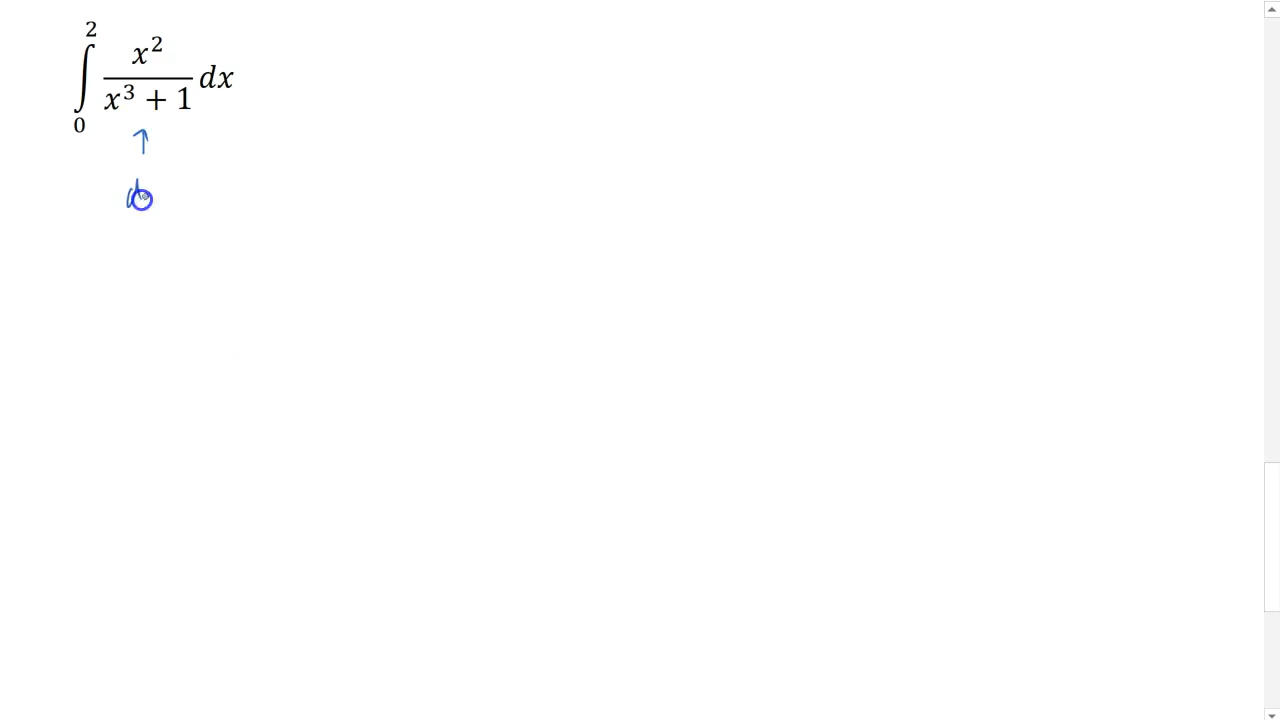 ∫₀² x²/(x³ + 1) dx
↑
d